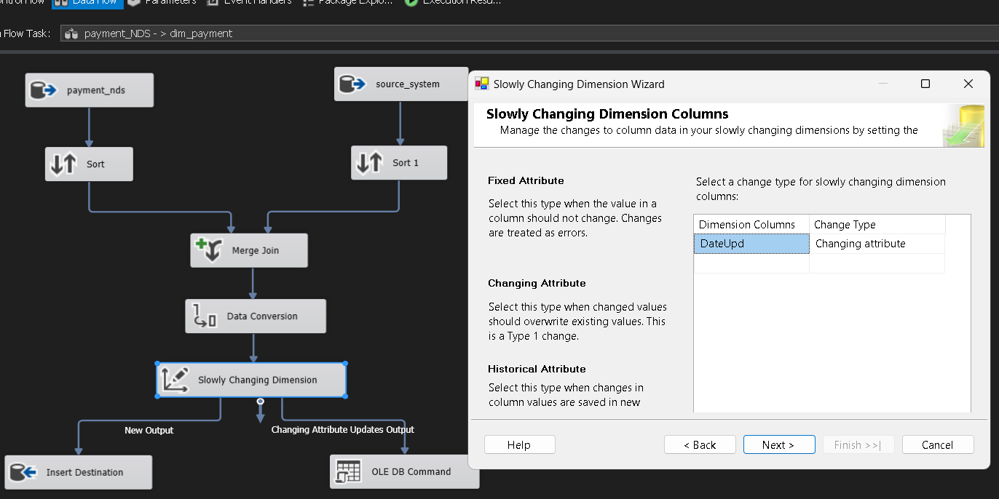 Control Flow Data Flow Parameters Event Handlers Package Explo... Execution Resu...
Flow Task: payment_NDS - > dim_payment
payment_nds
source_system
Sort
Sort 1
Merge Join
Data Conversion
Slowly Changing Dimension
New Output
Changing Attribute Updates Output
Insert Destination
OLE DB Command
Slowly Changing Dimension Wizard
Slowly Changing Dimension Columns
Manage the changes to column data in your slowly changing dimensions by setting the
Fixed Attribute
Select this type when the value in a
column should not change. Changes
are treated as errors.
Changing Attribute
Select this type when changed values
should overwrite existing values. This
is a Type 1 change.
Historical Attribute
Select this type when changes in
column values are saved in new
Select a change type for slowly changing dimension
columns:
Dimension Columns Change Type
DateUpd Changing attribute
Help < Back Next > Finish >>| Cancel